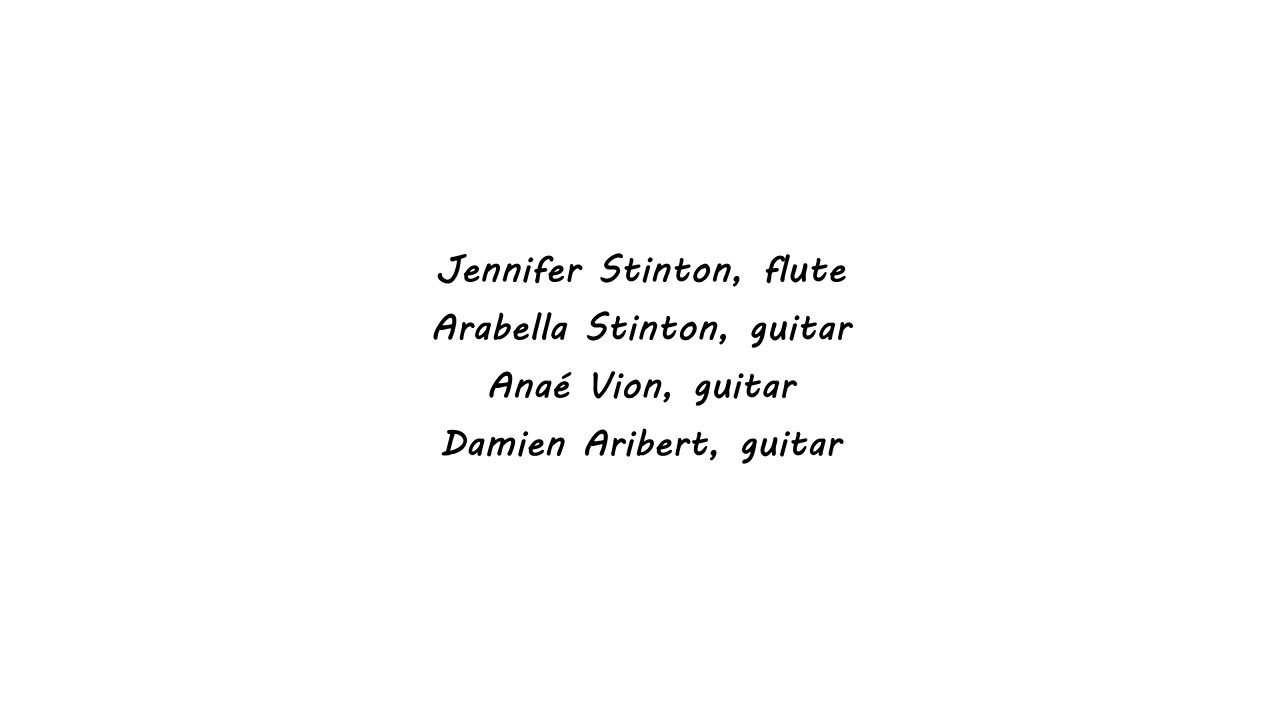 Jennifer Stinton, flute
Arabella Stinton, guitar
Anaé Vion, guitar
Damien Aribert, guitar